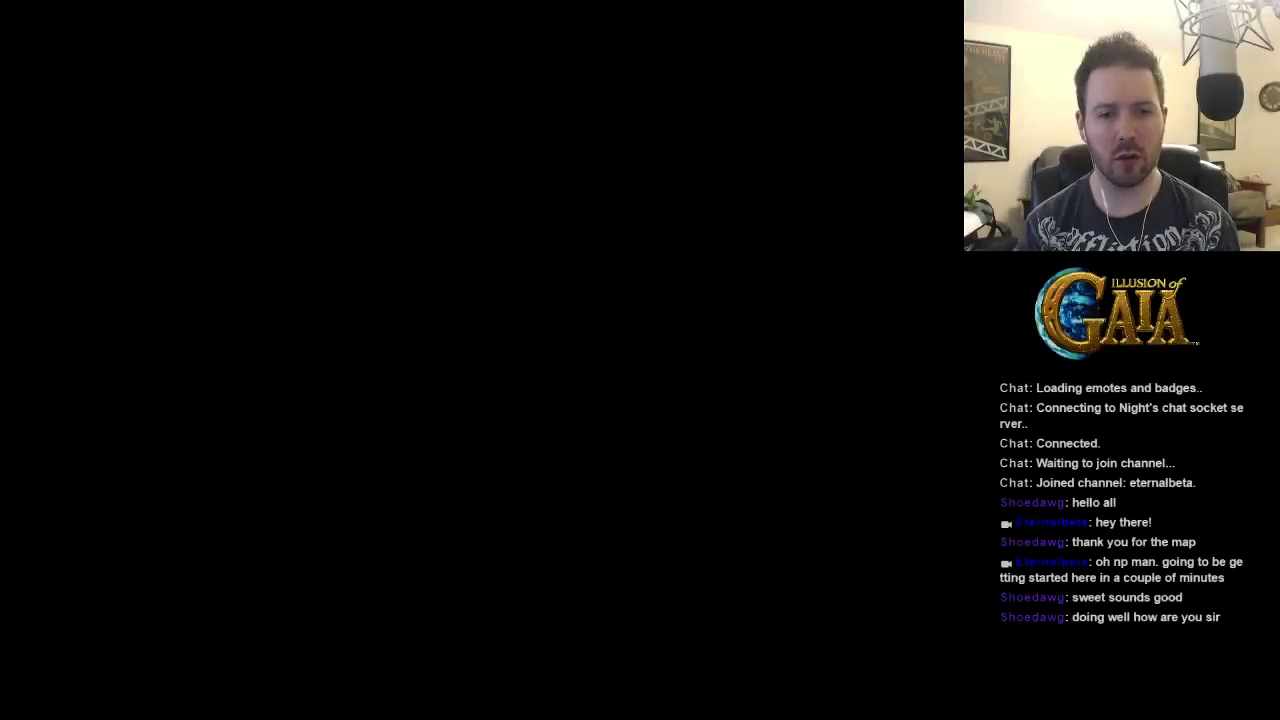 Affliction
ILLUSION of
GAIA
Chat: Loading emotes and badges..
Chat: Connecting to Night's chat socket se
rver..
Chat: Connected.
Chat: Waiting to join channel...
Chat: Joined channel: eternalbeta.
Shoedawg: hello all
Eternalbeta: hey there!
Shoedawg: thank you for the map
Eternalbeta: oh np man. going to be ge
tting started here in a couple of minutes
Shoedawg: sweet sounds good
Shoedawg: doing well how are you sir